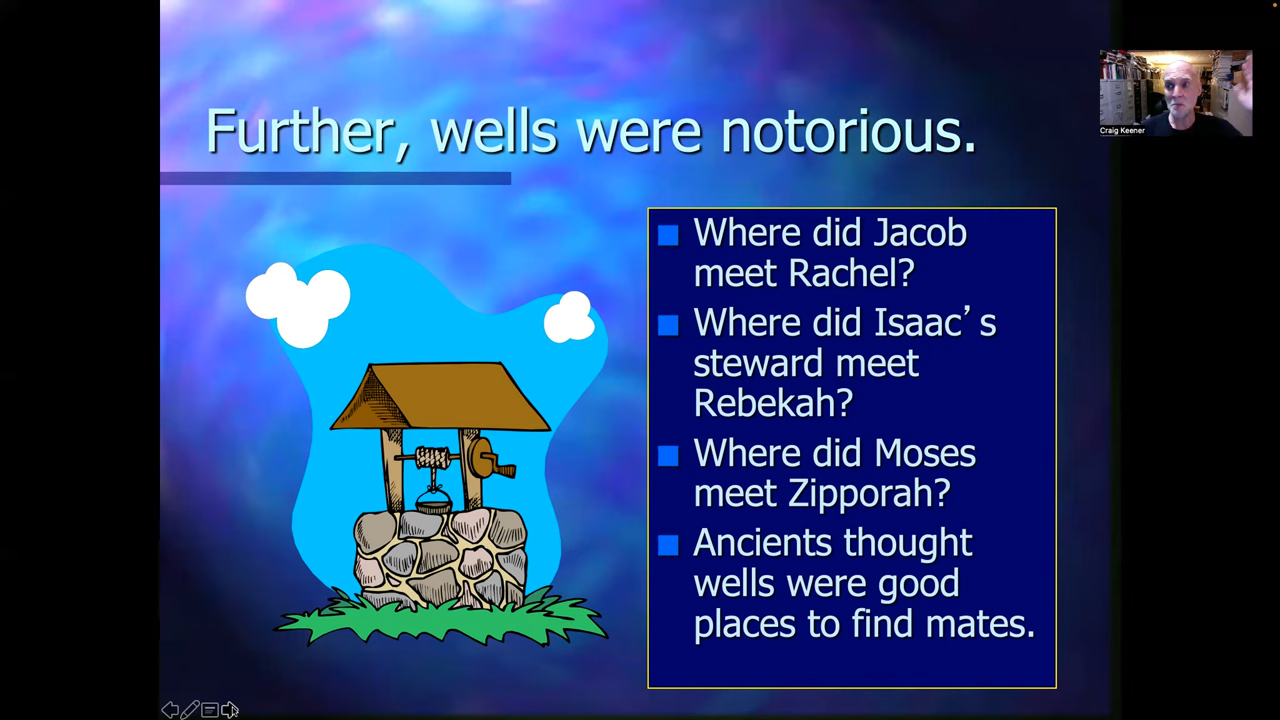 Further, wells were notorious.
Craig Keener
Where did Jacob
meet Rachel?
Where did Isaac’s
steward meet
Rebekah?
Where did Moses
meet Zipporah?
Ancients thought
wells were good
places to find mates.